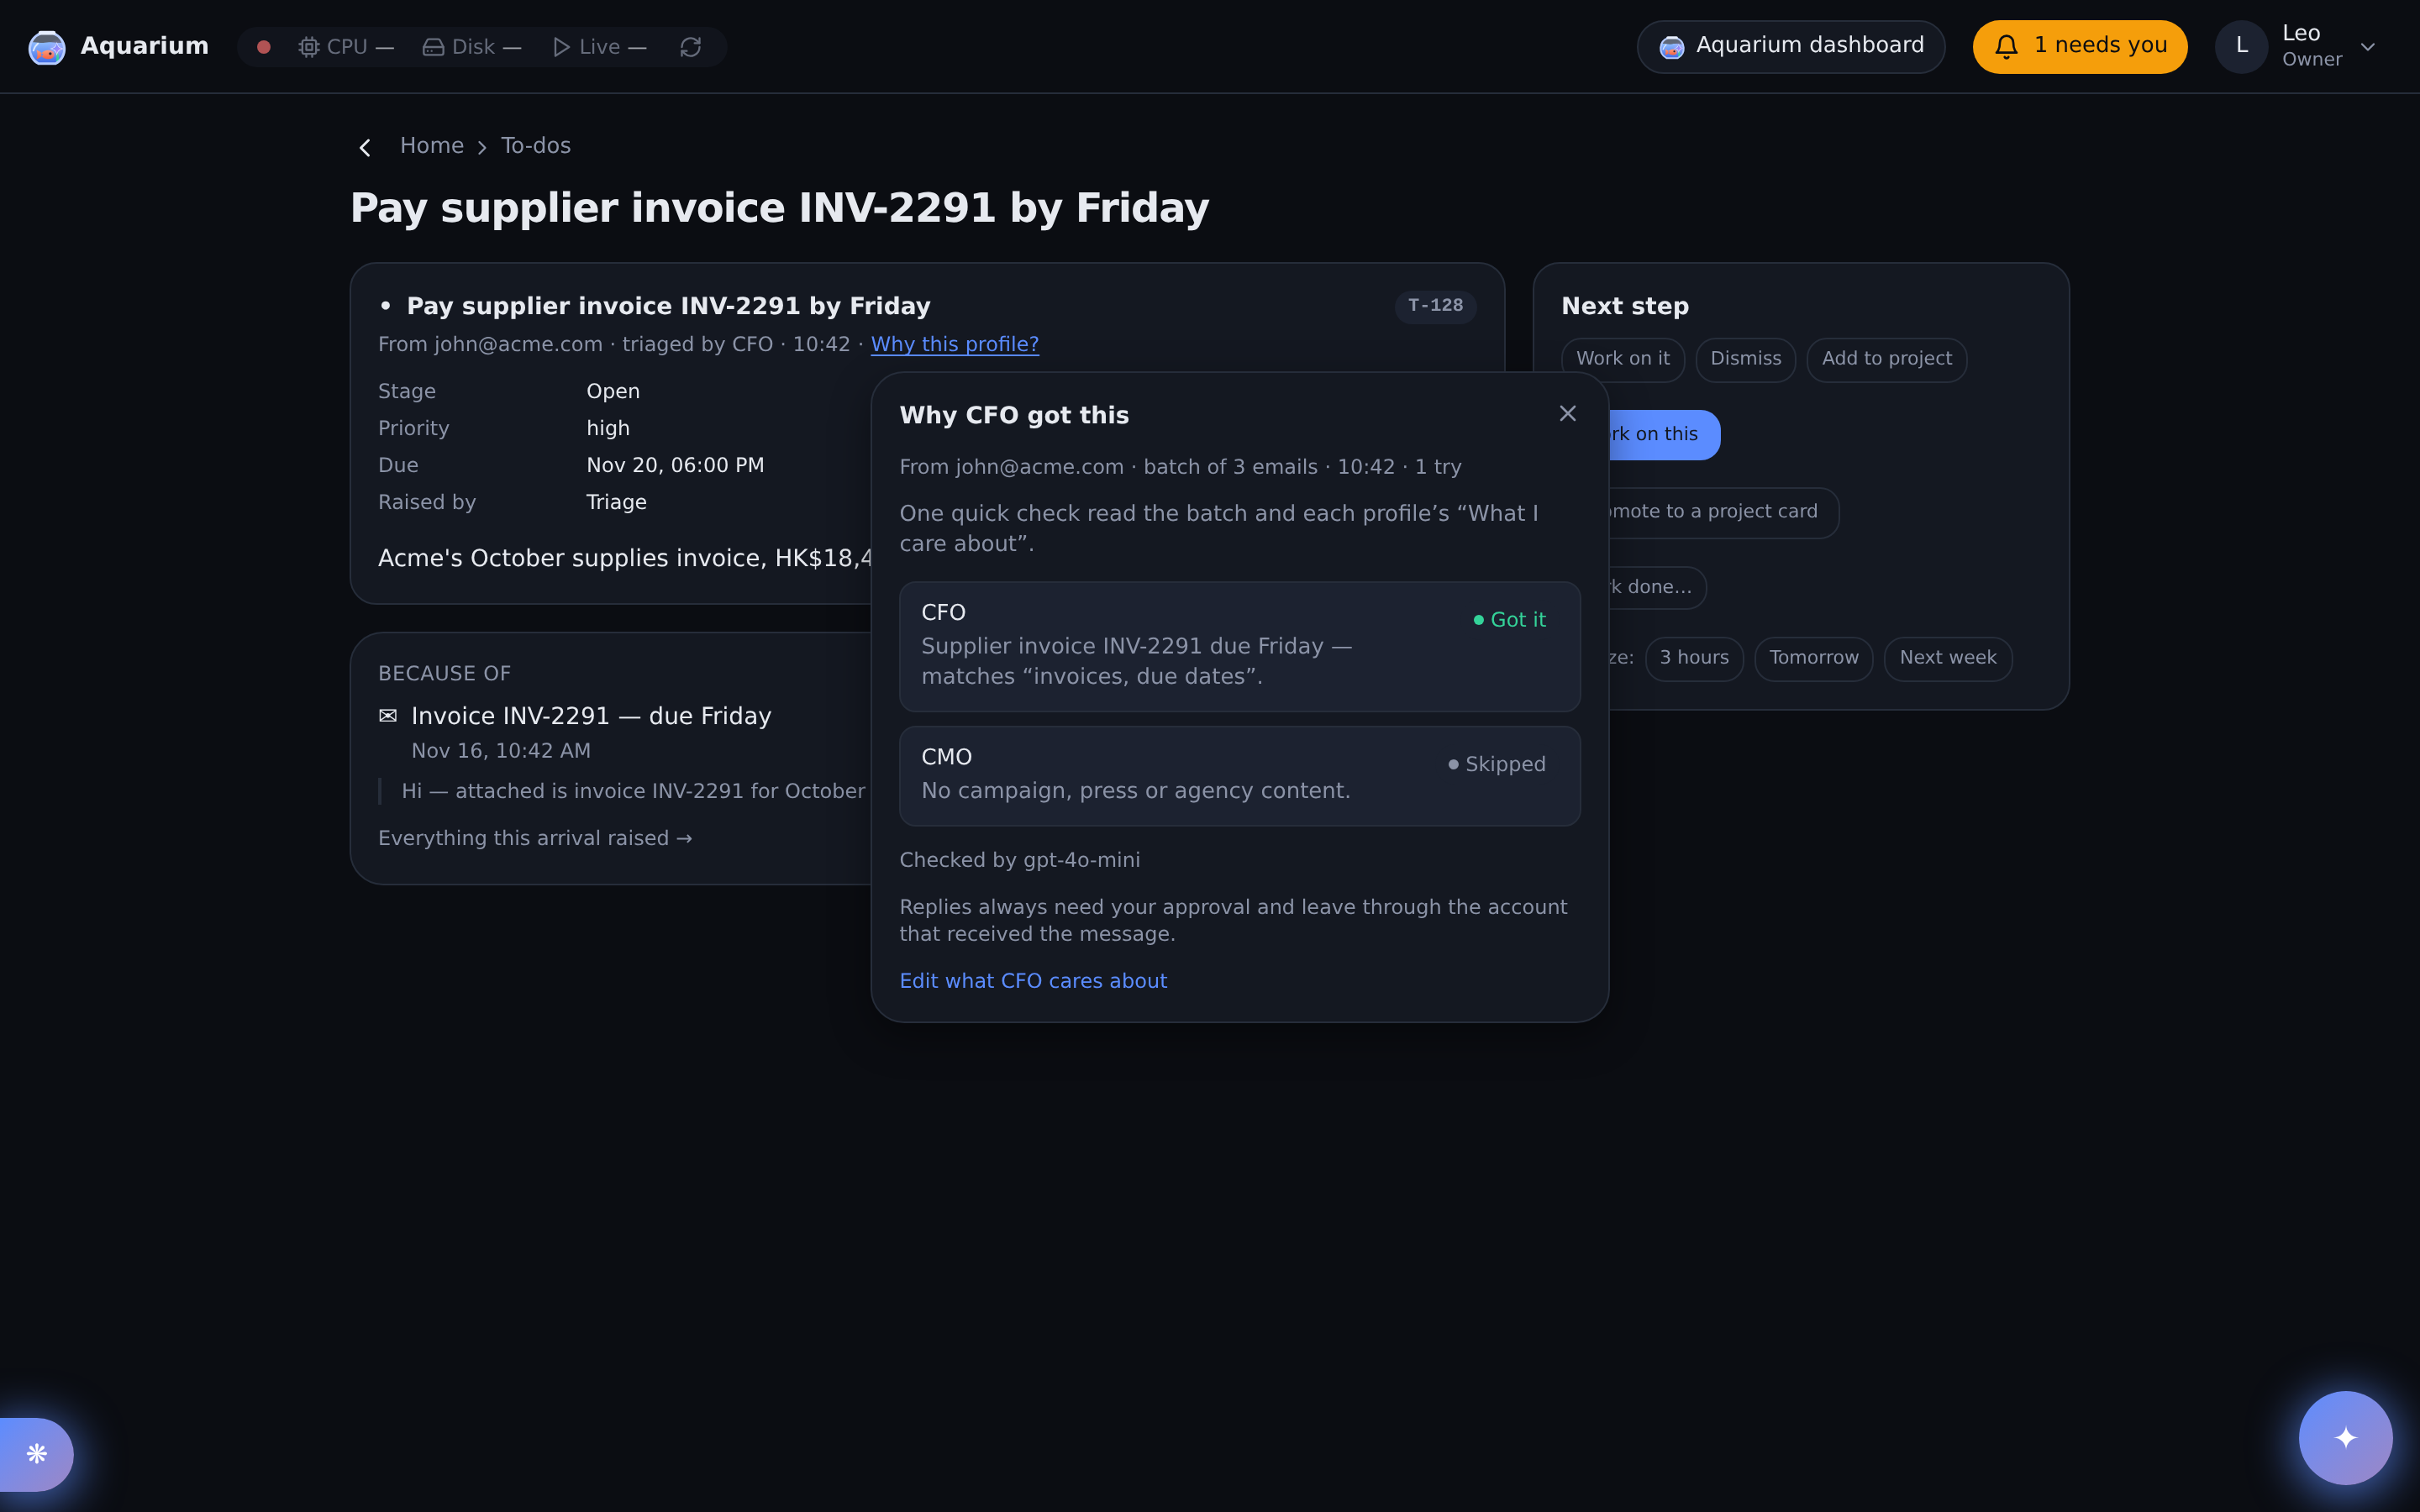 Aquarium
CPU —
Disk —
Live —
Aquarium dashboard
1 needs you
L
Leo
Owner
Home
To-dos
Pay supplier invoice INV-2291 by Friday
• Pay supplier invoice INV-2291 by Friday
T-128
From john@acme.com · triaged by CFO · 10:42 · Why this profile?
Stage Open
Priority high
Due Nov 20, 06:00 PM
Raised by Triage
Acme's October supplies invoice, HK$18,4
BECAUSE OF
Invoice INV-2291 — due Friday
Nov 16, 10:42 AM
Hi — attached is invoice INV-2291 for October
Everything this arrival raised →
Why CFO got this
From john@acme.com · batch of 3 emails · 10:42 · 1 try
One quick check read the batch and each profile’s “What I
care about”.
CFO
Got it
Supplier invoice INV-2291 due Friday —
matches “invoices, due dates”.
CMO
Skipped
No campaign, press or agency content.
Checked by gpt-4o-mini
Replies always need your approval and leave through the account
that received the message.
Edit what CFO cares about
Next step
Work on it
Dismiss
Add to project
rk on this
mote to a project card
k done…
ze:
3 hours
Tomorrow
Next week